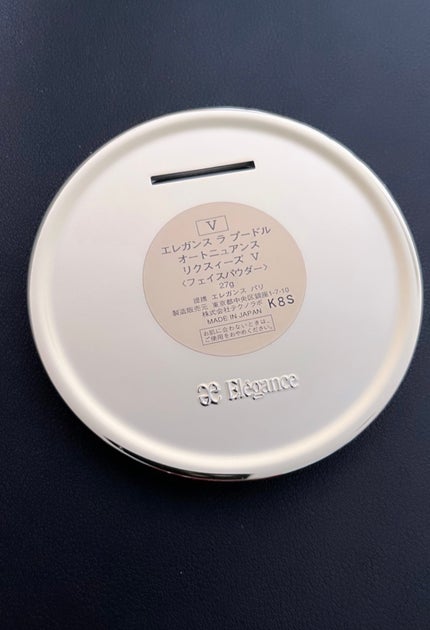 V
エレガンス ラ プードル
オートニュアンス
リクスィーズ V
〈フェイスパウダー〉
27g
提携 エレガンス パリ
製造販売元 東京都中央区銀座1-7-10
株式会社テクノラボ K8S
MADE IN JAPAN
お肌に合わないときは、
ご使用をおやめください。
Elégance